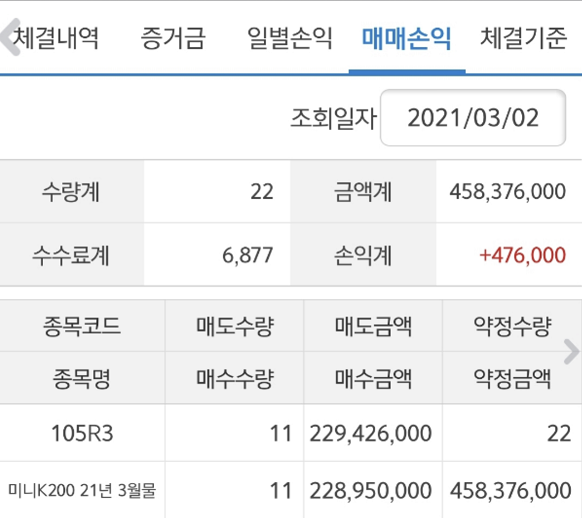 체결내역 증거금 일별손익 매매손익 체결기준
조회일자 2021/03/02
수량계 22 금액계 458,376,000
수수료계 6,877 손익계 +476,000
종목코드 매도수량 매도금액 약정수량
종목명 매수수량 매수금액 약정금액
105R3 11 229,426,000 22
미니K200 21년 3월물 11 228,950,000 458,376,000